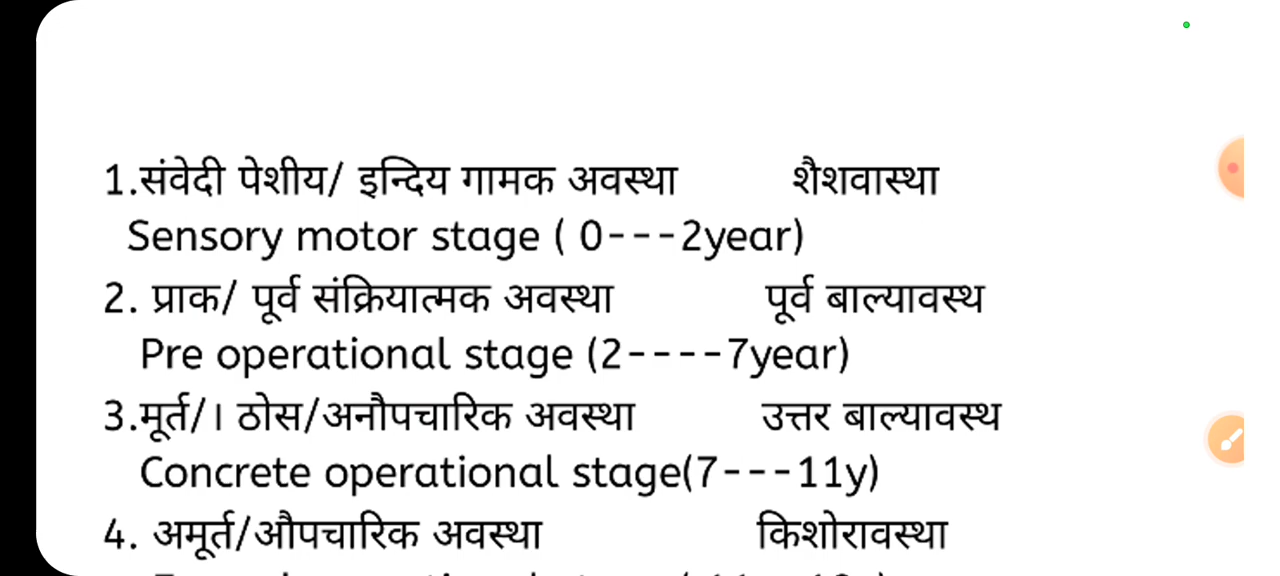 1.संवेदी पेशीय/ इन्दिय गामक अवस्था शैशवास्था
Sensory motor stage ( 0---2year)
2. प्राक/ पूर्व संक्रियात्मक अवस्था पूर्व बाल्यावस्थ
Pre operational stage (2----7year)
3.मूर्त/। ठोस/अनौपचारिक अवस्था उत्तर बाल्यावस्थ
Concrete operational stage(7---11y)
4. अमूर्त/औपचारिक अवस्था किशोरावस्था